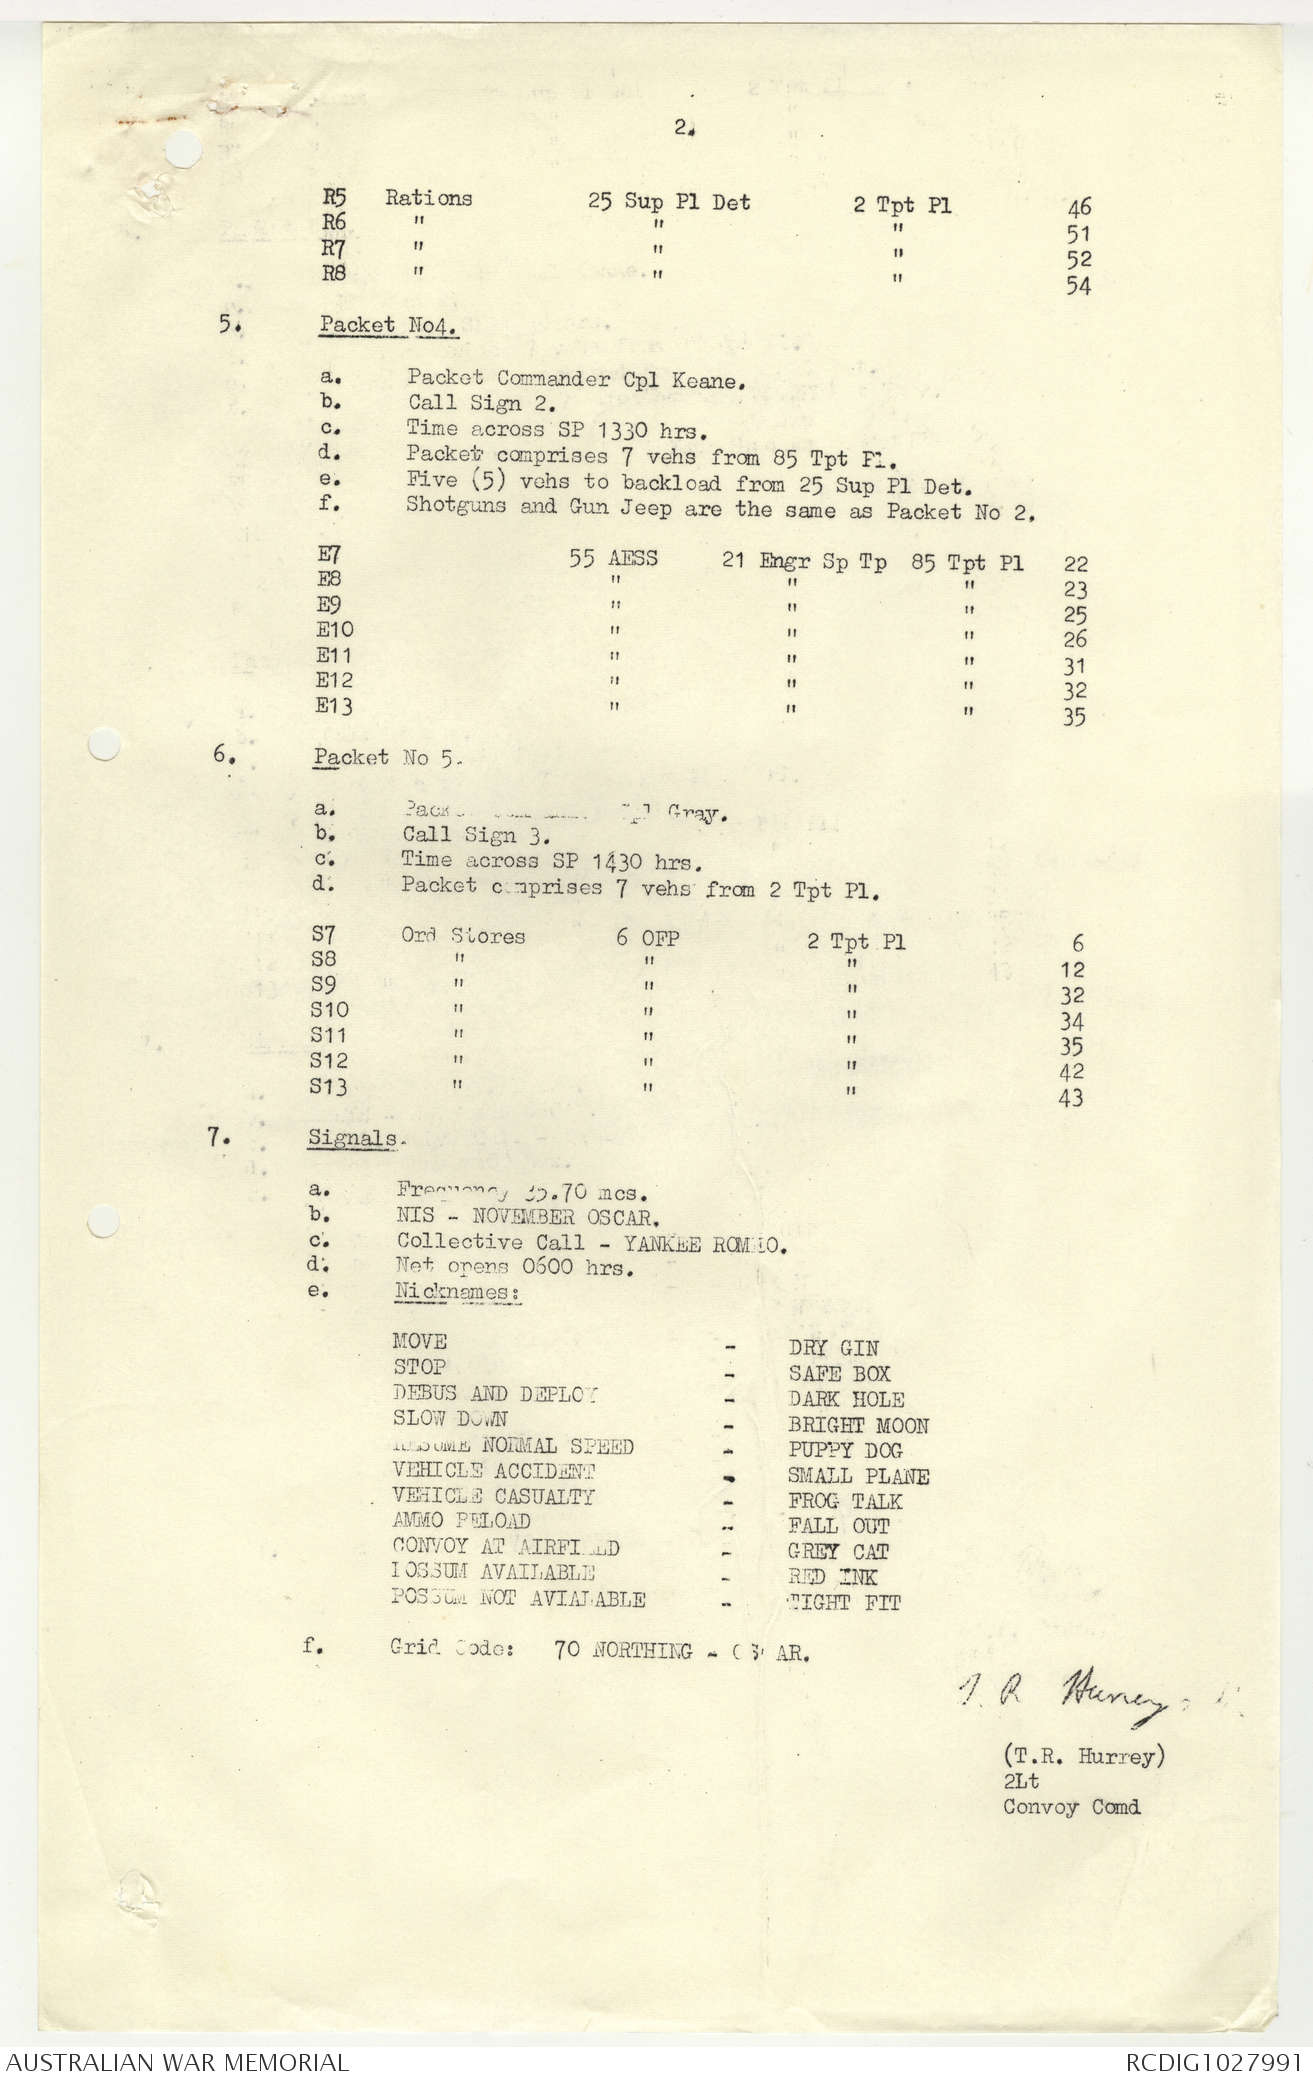 2.
R5 Rations 25 Sup Pl Det 2 Tpt Pl 46
R6 " " " 51
R7 " " " 52
R8 " " " 54
5. Packet No4.
a. Packet Commander Cpl Keane.
b. Call Sign 2.
c. Time across SP 1330 hrs.
d. Packet comprises 7 vehs from 85 Tpt Pl.
e. Five (5) vehs to backload from 25 Sup Pl Det.
f. Shotguns and Gun Jeep are the same as Packet No 2.
E7 55 AESS 21 Engr Sp Tp 85 Tpt Pl 22
E8 " " " 23
E9 " " " 25
E10 " " " 26
E11 " " " 31
E12 " " " 32
E13 " " " 35
6. Packet No 5.
a. Packet Cpl Gray.
b. Call Sign 3.
c. Time across SP 1430 hrs.
d. Packet comprises 7 vehs from 2 Tpt Pl.
S7 Ord Stores 6 OFP 2 Tpt Pl 6
S8 " " " 12
S9 " " " 32
S10 " " " 34
S11 " " " 35
S12 " " " 42
S13 " " " 43
7. Signals.
a. Frequency 35.70 mcs.
b. NIS - NOVEMBER OSCAR.
c. Collective Call - YANKEE ROMEO.
d. Net opens 0600 hrs.
e. Nicknames:
MOVE - DRY GIN
STOP - SAFE BOX
DEBUS AND DEPLOY - DARK HOLE
SLOW DOWN - BRIGHT MOON
RESUME NORMAL SPEED - PUPPY DOG
VEHICLE ACCIDENT - SMALL PLANE
VEHICLE CASUALTY - FROG TALK
AMMO RELOAD - FALL OUT
CONVOY AT AIRFIELD - GREY CAT
POSSUM AVAILABLE - RED INK
POSSUM NOT AVIALABLE - TIGHT FIT
f. Grid Code: 70 NORTHING - OSCAR.
T. R Hurrey
(T.R. Hurrey)
2Lt
Convoy Comd
AUSTRALIAN WAR MEMORIAL RCDIG1027991